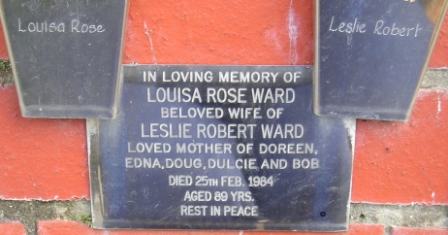 Louisa Rose
Leslie Robert
IN LOVING MEMORY OF
LOUISA ROSE WARD
BELOVED WIFE OF
LESLIE ROBERT WARD
LOVED MOTHER OF DOREEN,
EDNA, DOUG, DULCIE AND BOB
DIED 25TH FEB. 1984
AGED 89 YRS.
REST IN PEACE